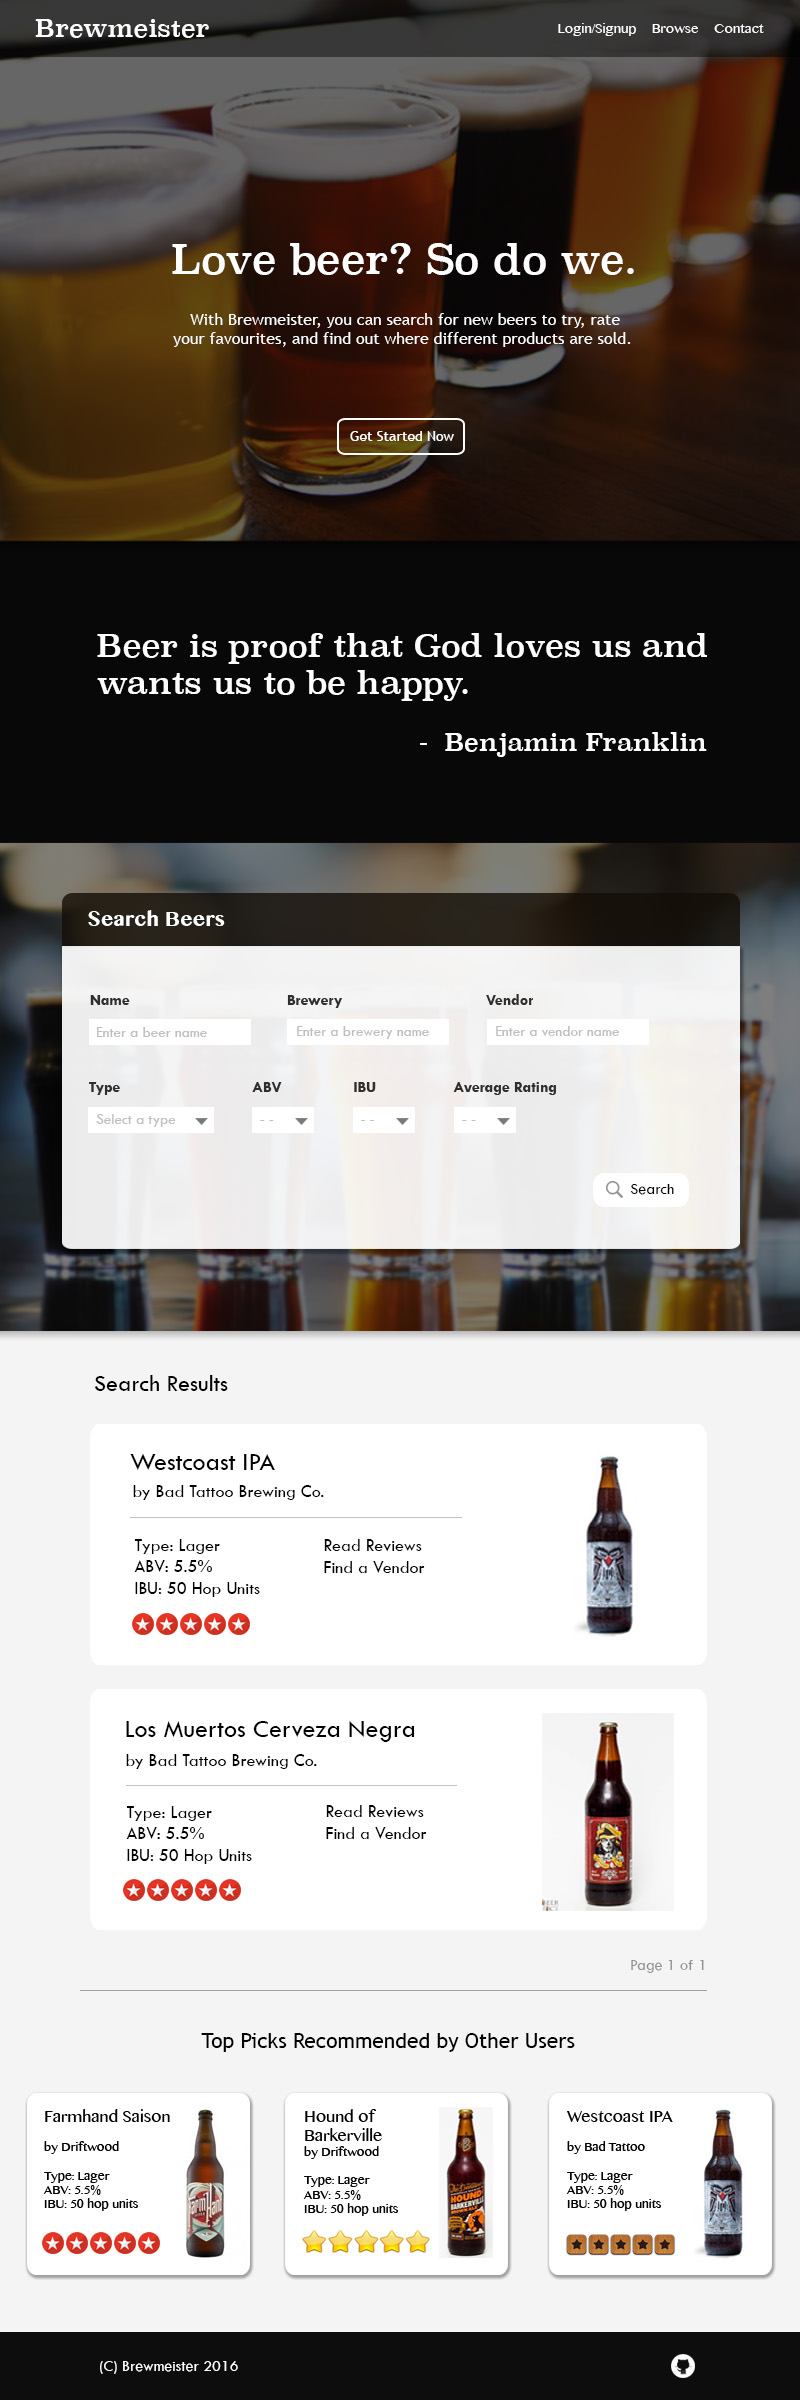 Brewmeister
Login/Signup Browse Contact
Love beer? So do we.
With Brewmeister, you can search for new beers to try, rate
your favourites, and find out where different products are sold.
Get Started Now
Beer is proof that God loves us and
wants us to be happy.
- Benjamin Franklin
Search Beers
Name Brewery Vendor
Enter a beer name Enter a brewery name Enter a vendor name
Type ABV IBU Average Rating
Select a type - - - - - -
Search
Search Results
Westcoast IPA
by Bad Tattoo Brewing Co.
Type: Lager
ABV: 5.5%
IBU: 50 Hop Units
Read Reviews
Find a Vendor
IPA
Los Muertos Cerveza Negra
by Bad Tattoo Brewing Co.
Type: Lager
ABV: 5.5%
IBU: 50 Hop Units
Read Reviews
Find a Vendor
Page 1 of 1
Top Picks Recommended by Other Users
Farmhand Saison
by Driftwood
Type: Lager
ABV: 5.5%
IBU: 50 hop units
Farm Hand
Hound of
Barkerville
by Driftwood
Type: Lager
ABV: 5.5%
IBU: 50 hop units
HOUND
BARKERVILLE
Westcoast IPA
by Bad Tattoo
Type: Lager
ABV: 5.5%
IBU: 50 hop units
(C) Brewmeister 2016